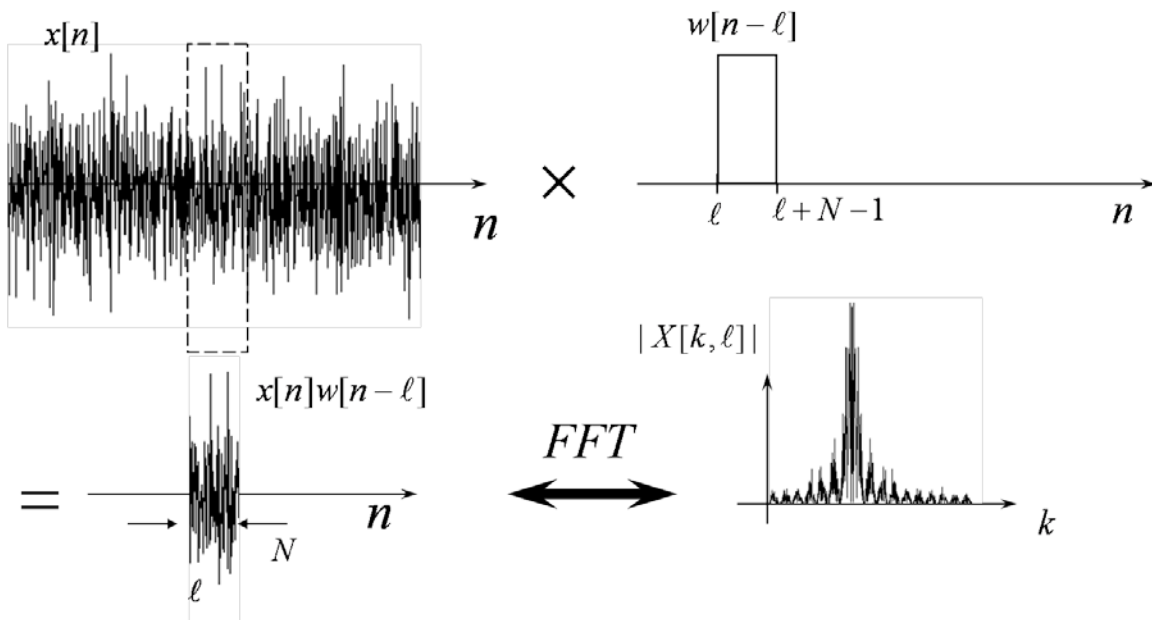 x[n]
w[n−ℓ]
×
n
ℓ
ℓ+N−1
n
|X[k,ℓ]|
x[n]w[n−ℓ]
FFT
=
n
N
ℓ
k